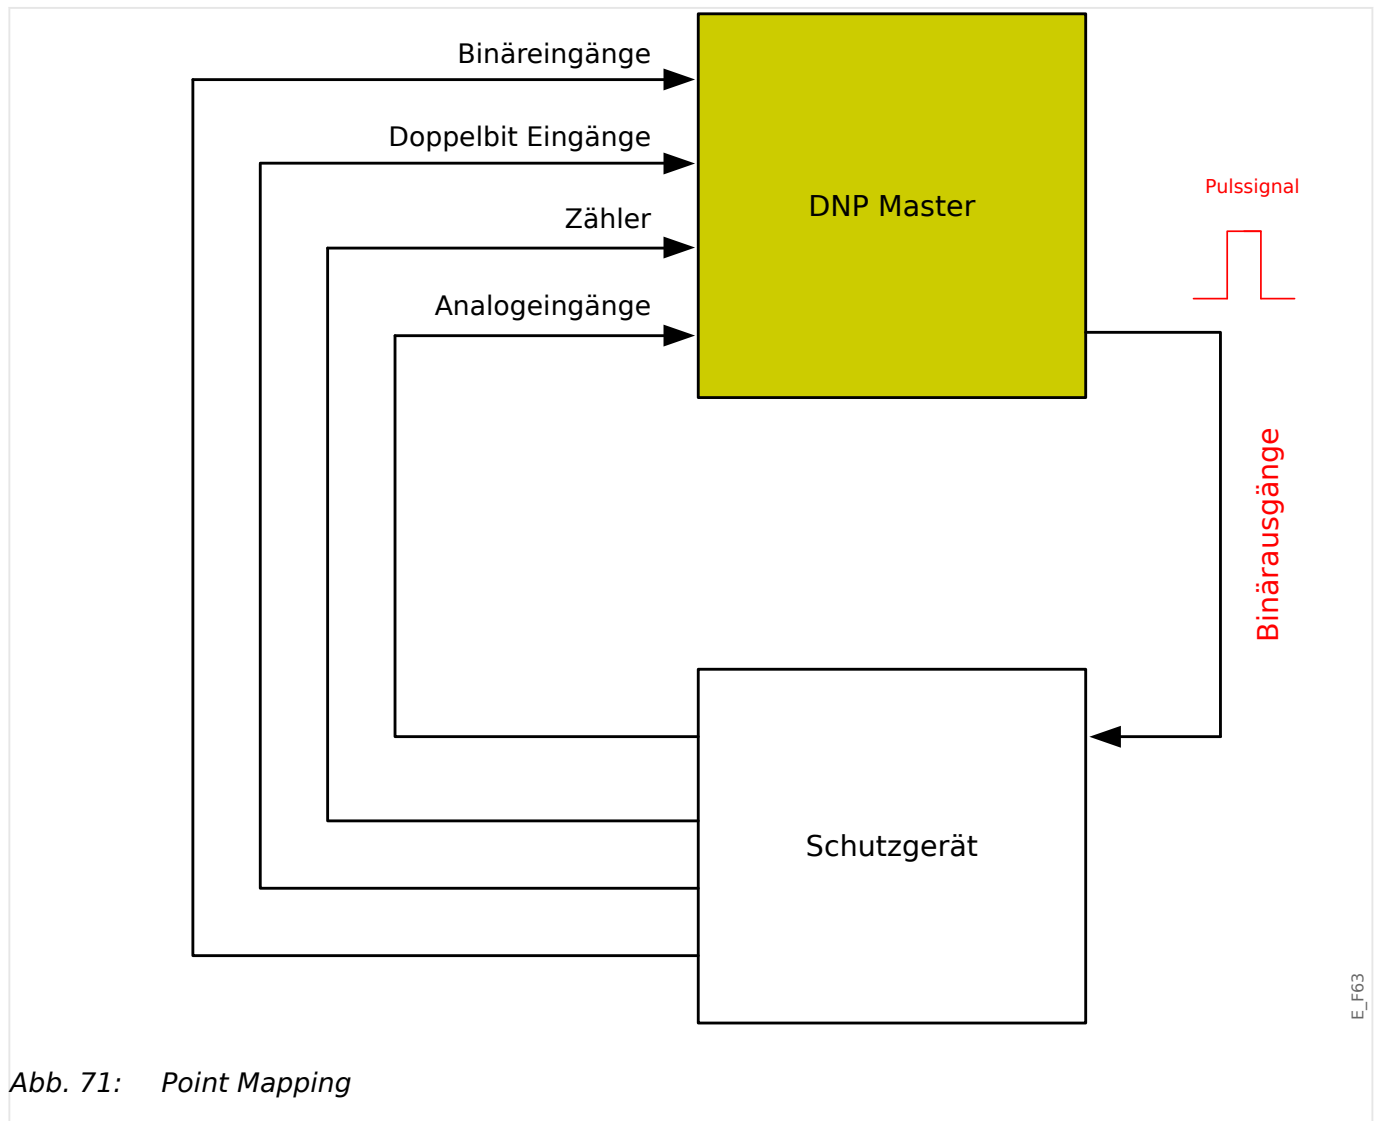 Binäreingänge
Doppelbit Eingänge
Zähler
Analogeingänge
DNP Master
Pulssignal
Binärausgänge
Schutzgerät
E_F63
Abb. 71: Point Mapping